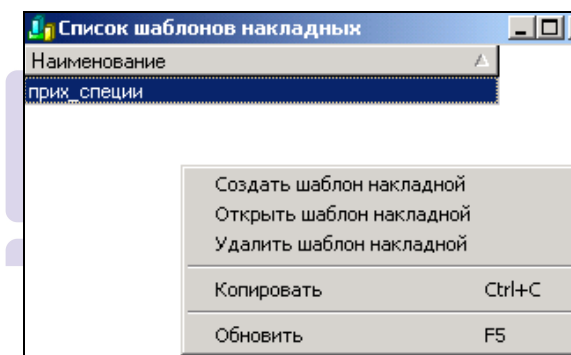 Список шаблонов накладных
Наименование
прих_специи
Создать шаблон накладной
Открыть шаблон накладной
Удалить шаблон накладной
Копировать Ctrl+C
Обновить F5